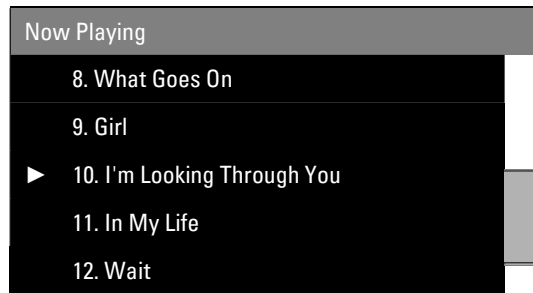 Now Playing
8. What Goes On
9. Girl
10. I'm Looking Through You
11. In My Life
12. Wait